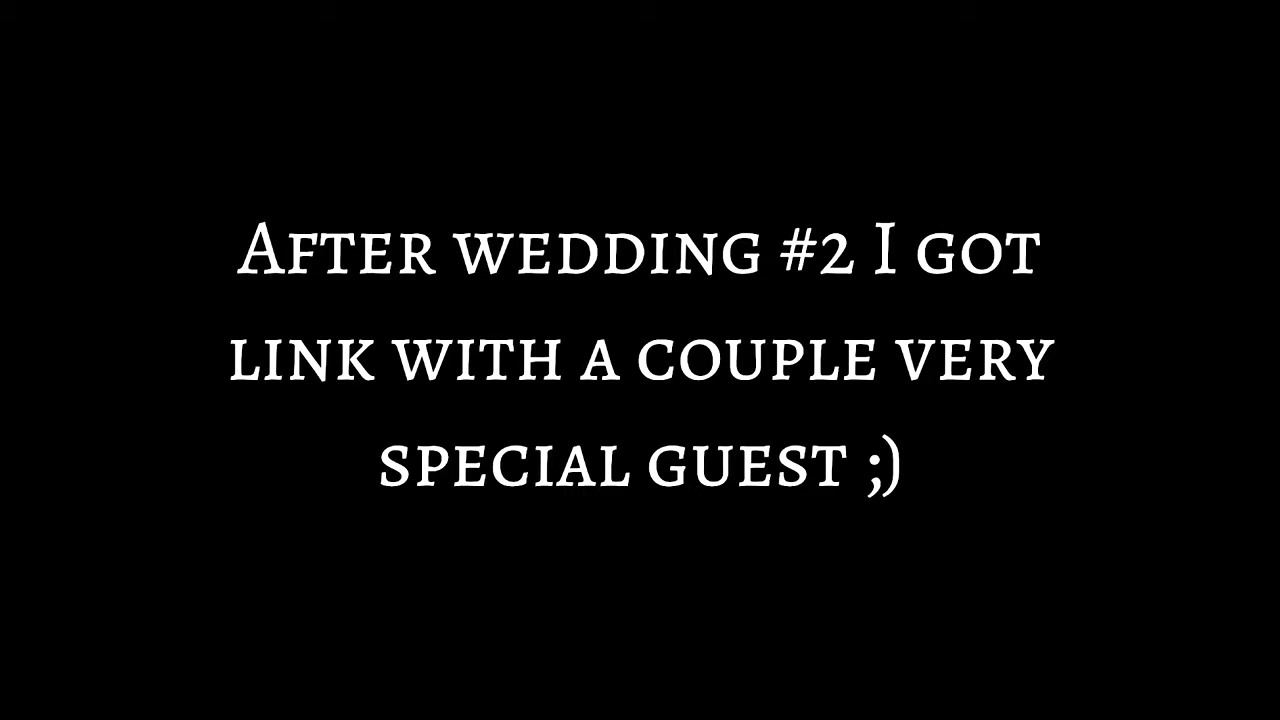 After wedding #2 I got
link with a couple very
special guest ;)